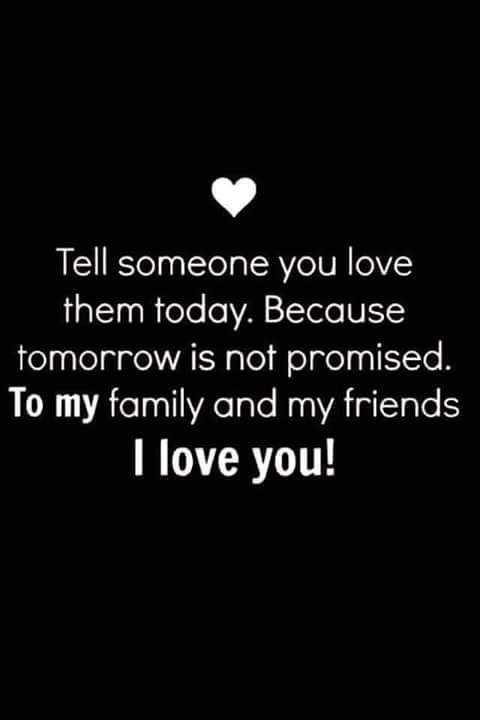 Tell someone you love
them today. Because
tomorrow is not promised.
To my family and my friends
I love you!